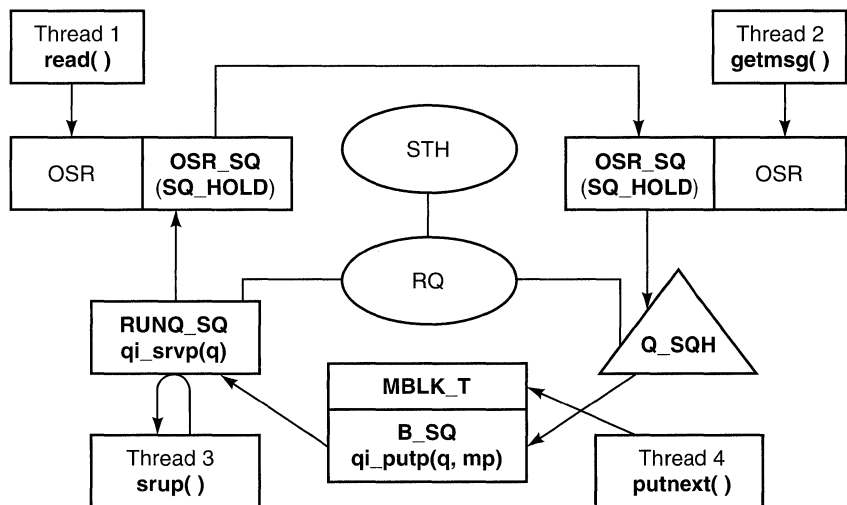 Thread 1
read( )
Thread 2
getmsg( )
OSR
OSR_SQ
(SQ_HOLD)
STH
OSR_SQ
(SQ_HOLD)
OSR
RQ
RUNQ_SQ
qi_srvp(q)
Q_SQH
MBLK_T
B_SQ
qi_putp(q, mp)
Thread 3
srup( )
Thread 4
putnext( )